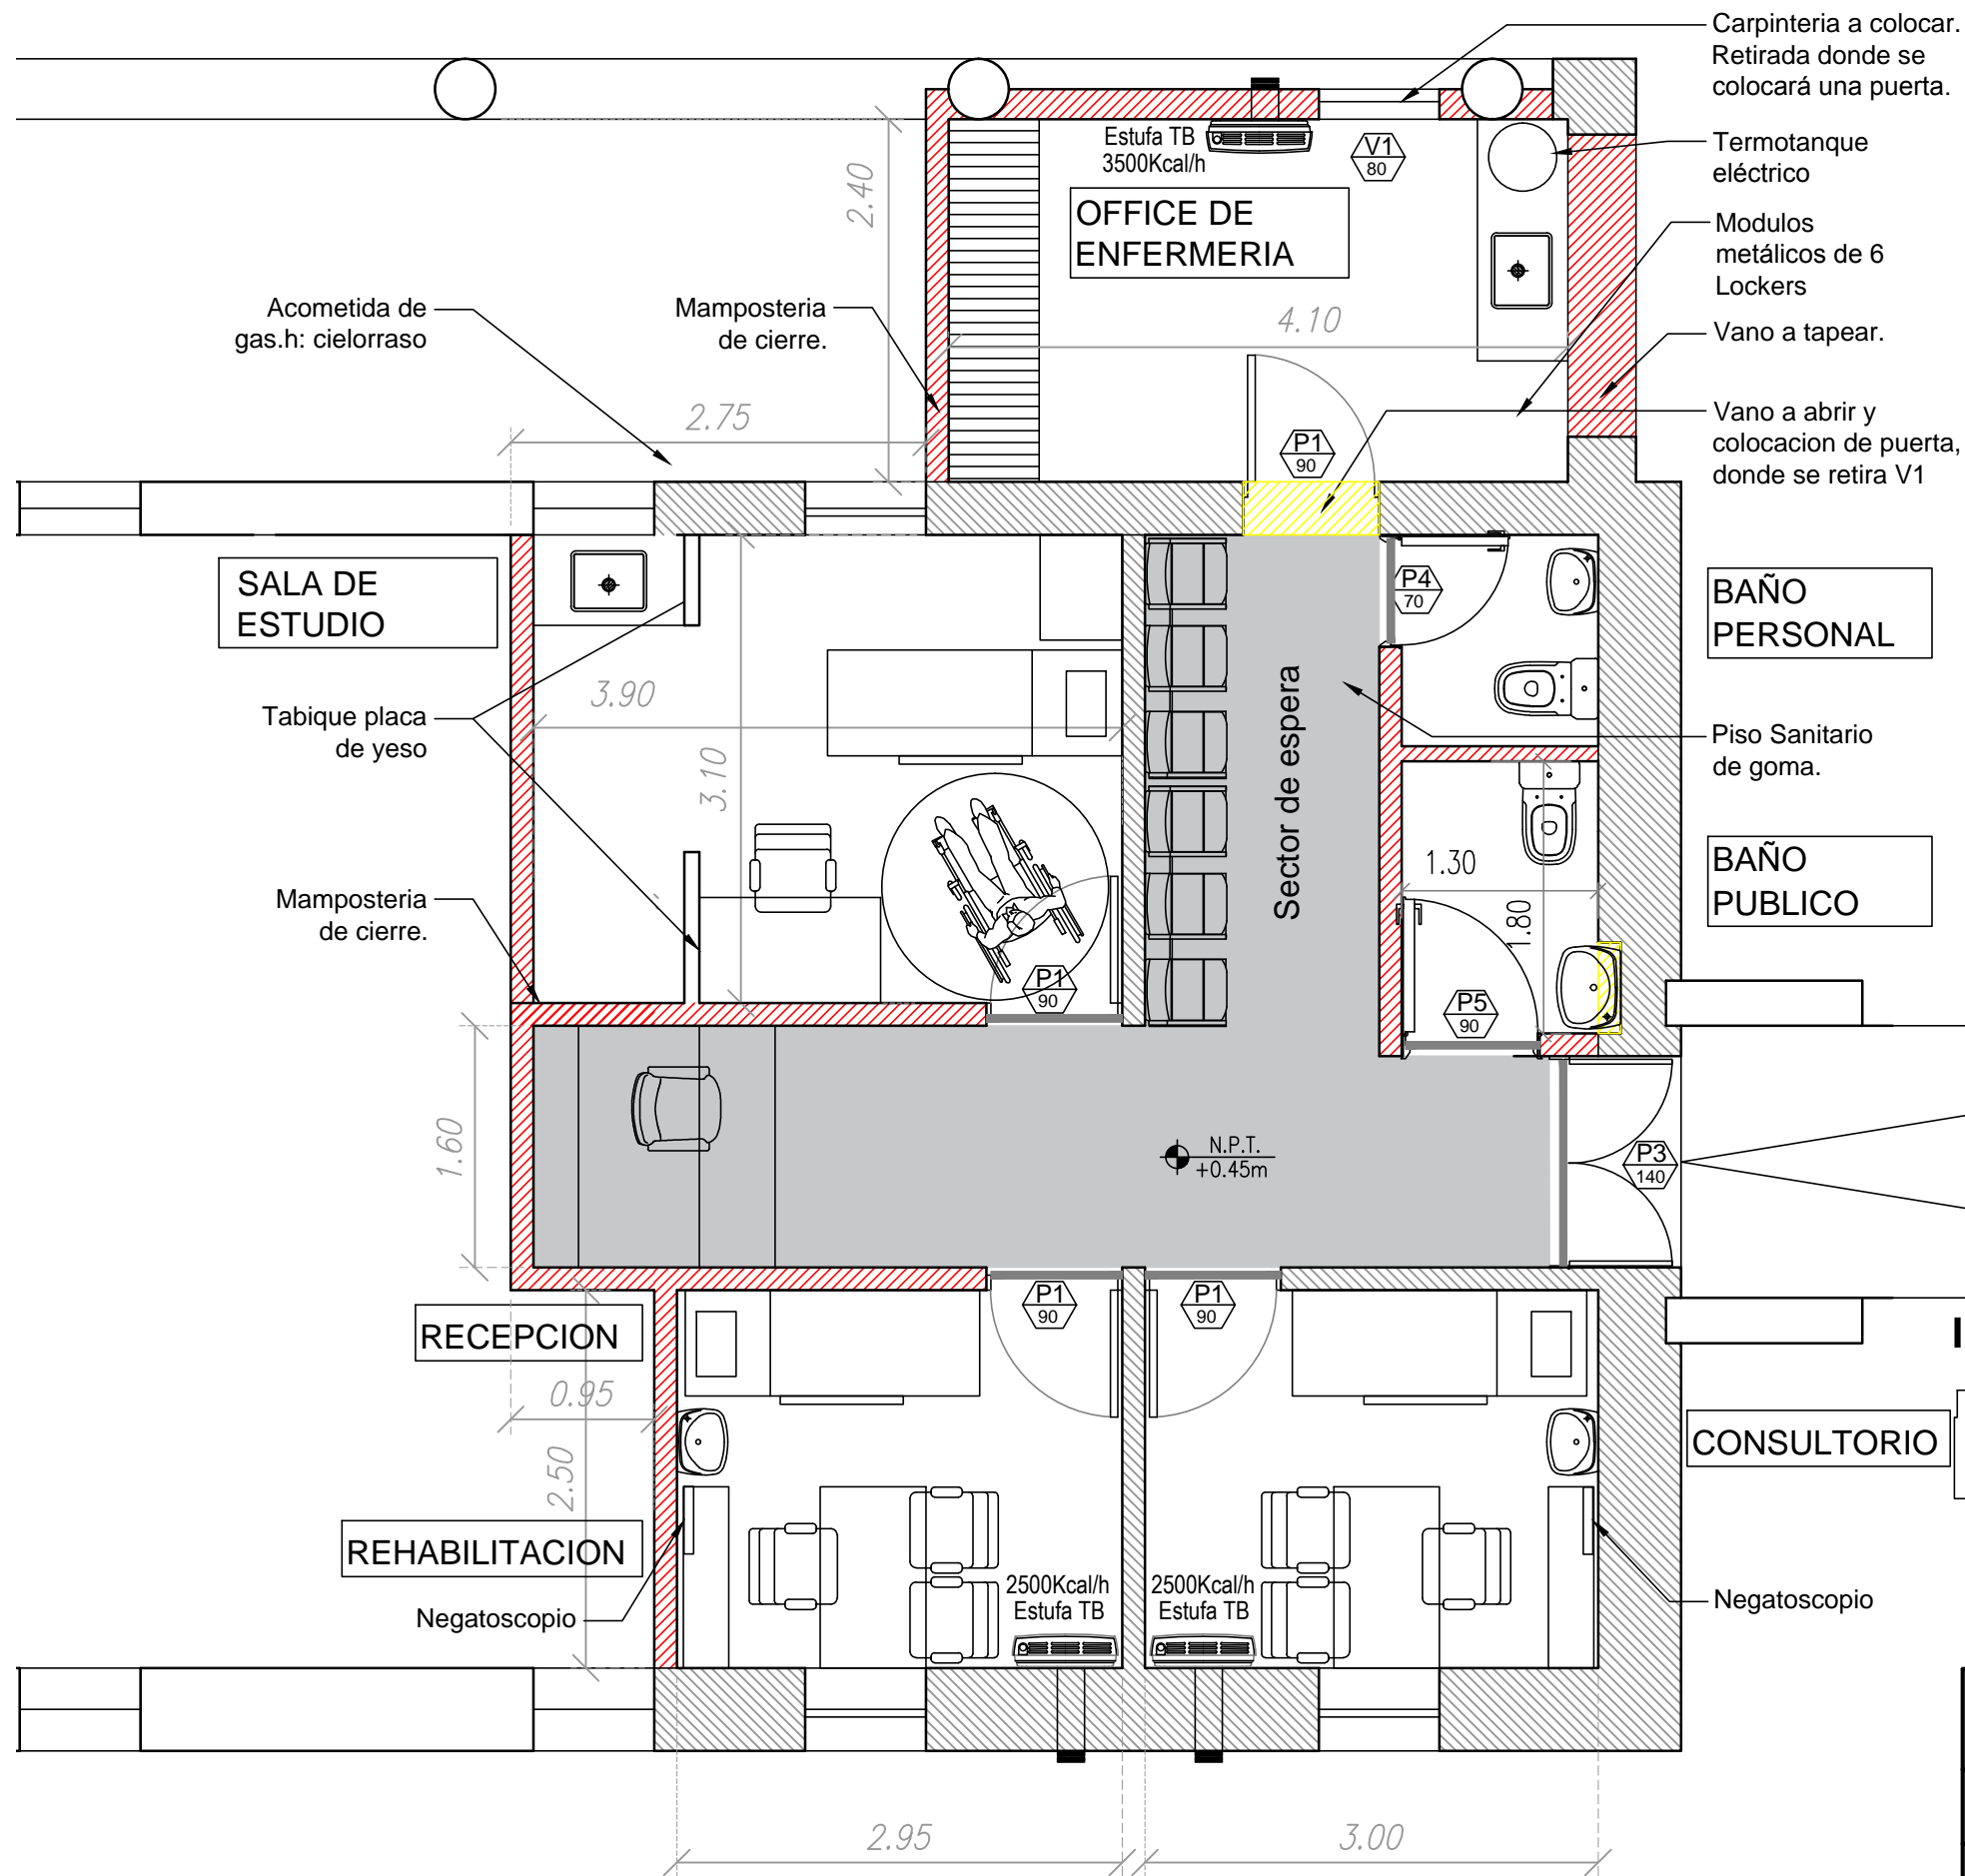 Carpinteria a colocar.
Retirada donde se
colocará una puerta.
Estufa TB
3500Kcal/h
V1
80
Termotanque
eléctrico
2.40
OFFICE DE
ENFERMERIA
Modulos
metálicos de 6
Lockers
Acometida de
gas.h: cielorraso
Mamposteria
de cierre.
4.10
Vano a tapear.
2.75
P1
90
Vano a abrir y
colocacion de puerta,
donde se retira V1
SALA DE
ESTUDIO
P4
70
BAÑO
PERSONAL
3.90
Tabique placa
de yeso
3.10
Sector de espera
Piso Sanitario
de goma.
1.30
BAÑO
PUBLICO
Mamposteria
de cierre.
1.80
P1
90
P5
90
1.60
N.P.T.
+0.45m
P3
140
P1
90
P1
90
RECEPCION
0.95
CONSULTORIO
2.50
REHABILITACION
2500Kcal/h
Estufa TB
2500Kcal/h
Estufa TB
Negatoscopio
Negatoscopio
2.95
3.00